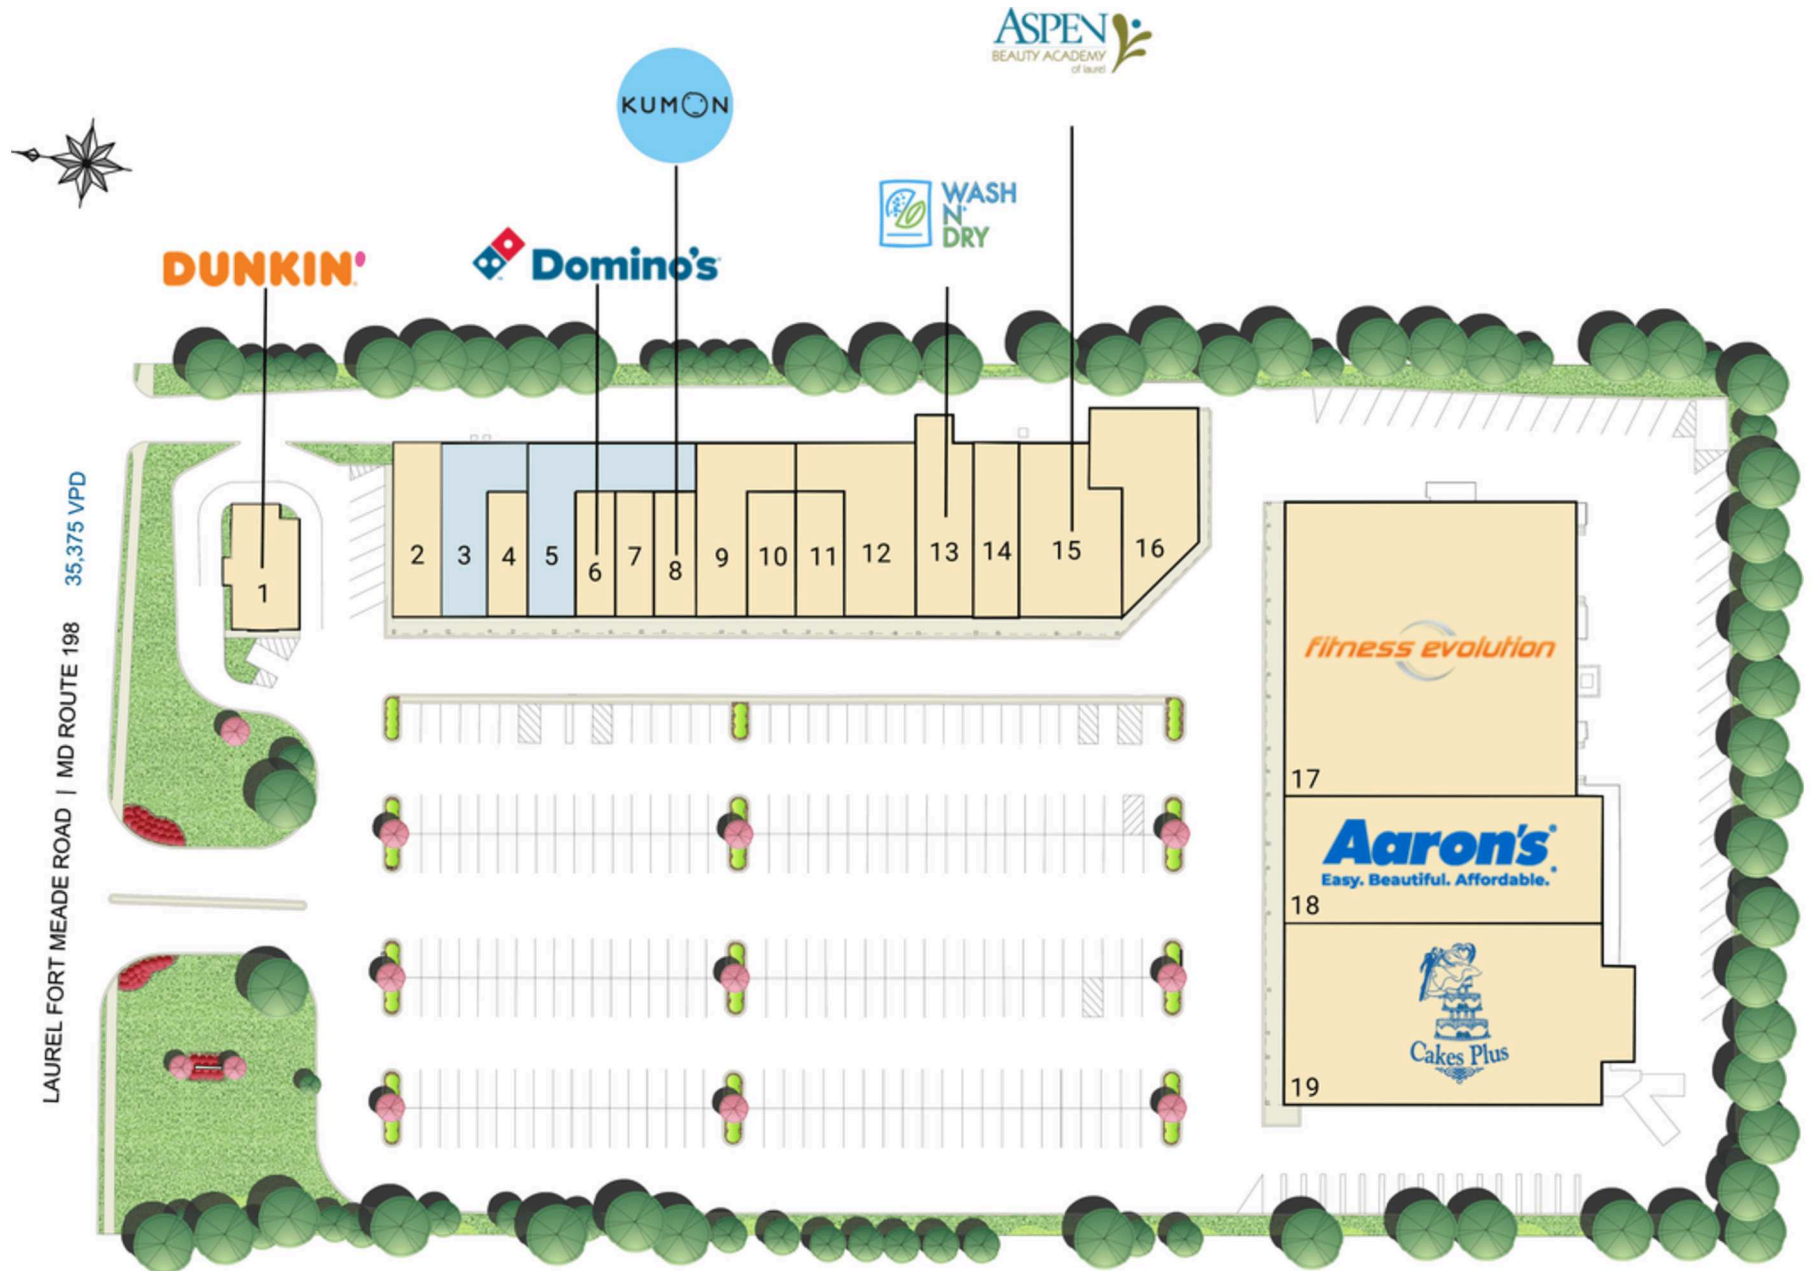 ASPEN
BEAUTY ACADEMY
of laurel
KUMON
WASH
N'
DRY
DUNKIN'
Domino's
35,375 VPD
LAUREL FORT MEADE ROAD | MD ROUTE 198
1
2
3
4
5
6
7
8
9
10
11
12
13
14
15
16
fitness evolution
17
Aaron's
Easy. Beautiful. Affordable.
18
Cakes Plus
19